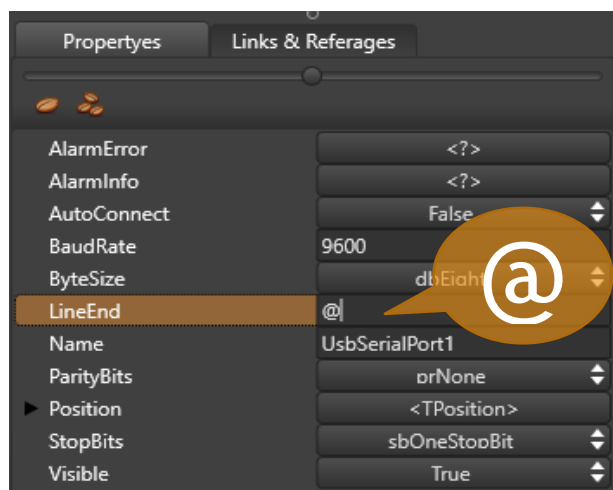 Propertyes Links & Referages
AlarmError <?>
AlarmInfo <?>
AutoConnect False
BaudRate 9600
ByteSize dbEight
LineEnd @
@
Name UsbSerialPort1
ParityBits prNone
Position <TPosition>
StopBits sbOneStopBit
Visible True